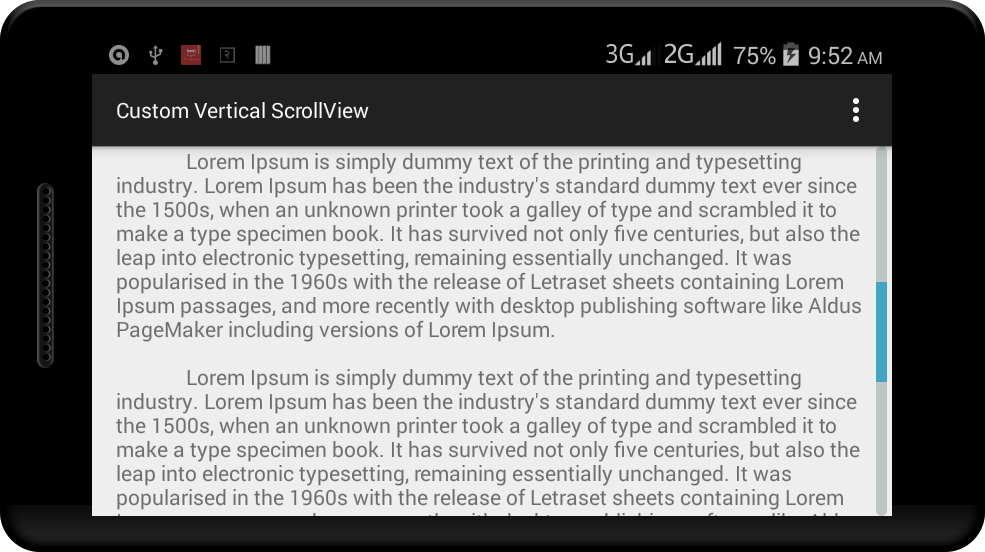 3G 2G 75% 9:52 AM
Custom Vertical ScrollView
Lorem Ipsum is simply dummy text of the printing and typesetting
industry. Lorem Ipsum has been the industry's standard dummy text ever since
the 1500s, when an unknown printer took a galley of type and scrambled it to
make a type specimen book. It has survived not only five centuries, but also the
leap into electronic typesetting, remaining essentially unchanged. It was
popularised in the 1960s with the release of Letraset sheets containing Lorem
Ipsum passages, and more recently with desktop publishing software like Aldus
PageMaker including versions of Lorem Ipsum.
Lorem Ipsum is simply dummy text of the printing and typesetting
industry. Lorem Ipsum has been the industry's standard dummy text ever since
the 1500s, when an unknown printer took a galley of type and scrambled it to
make a type specimen book. It has survived not only five centuries, but also the
leap into electronic typesetting, remaining essentially unchanged. It was
popularised in the 1960s with the release of Letraset sheets containing Lorem